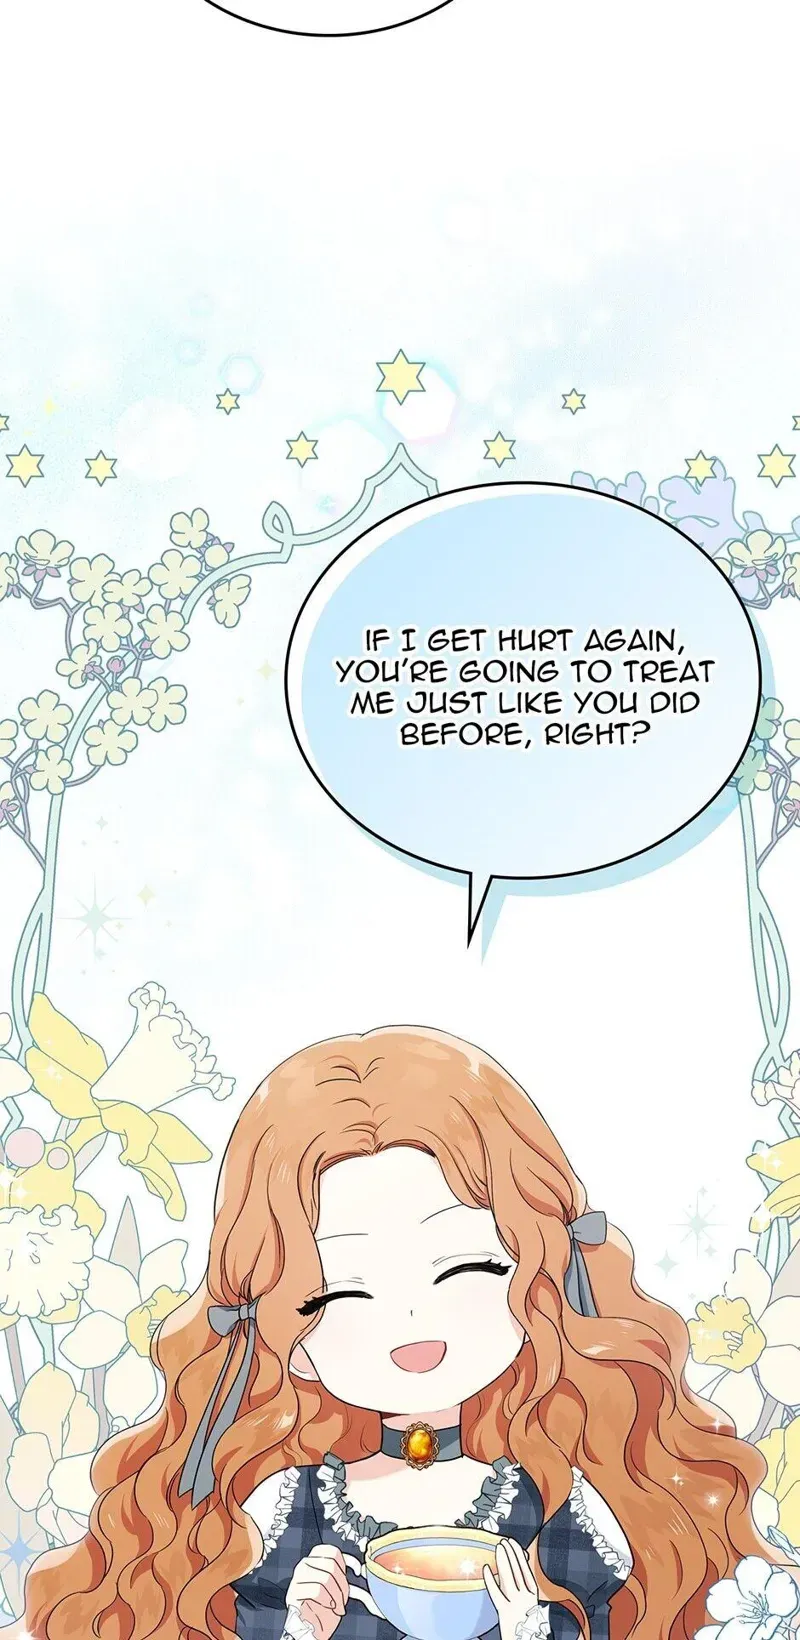 IF I GET HURT AGAIN,
YOU'RE GOING TO TREAT
ME JUST LIKE YOU DID
BEFORE, RIGHT?